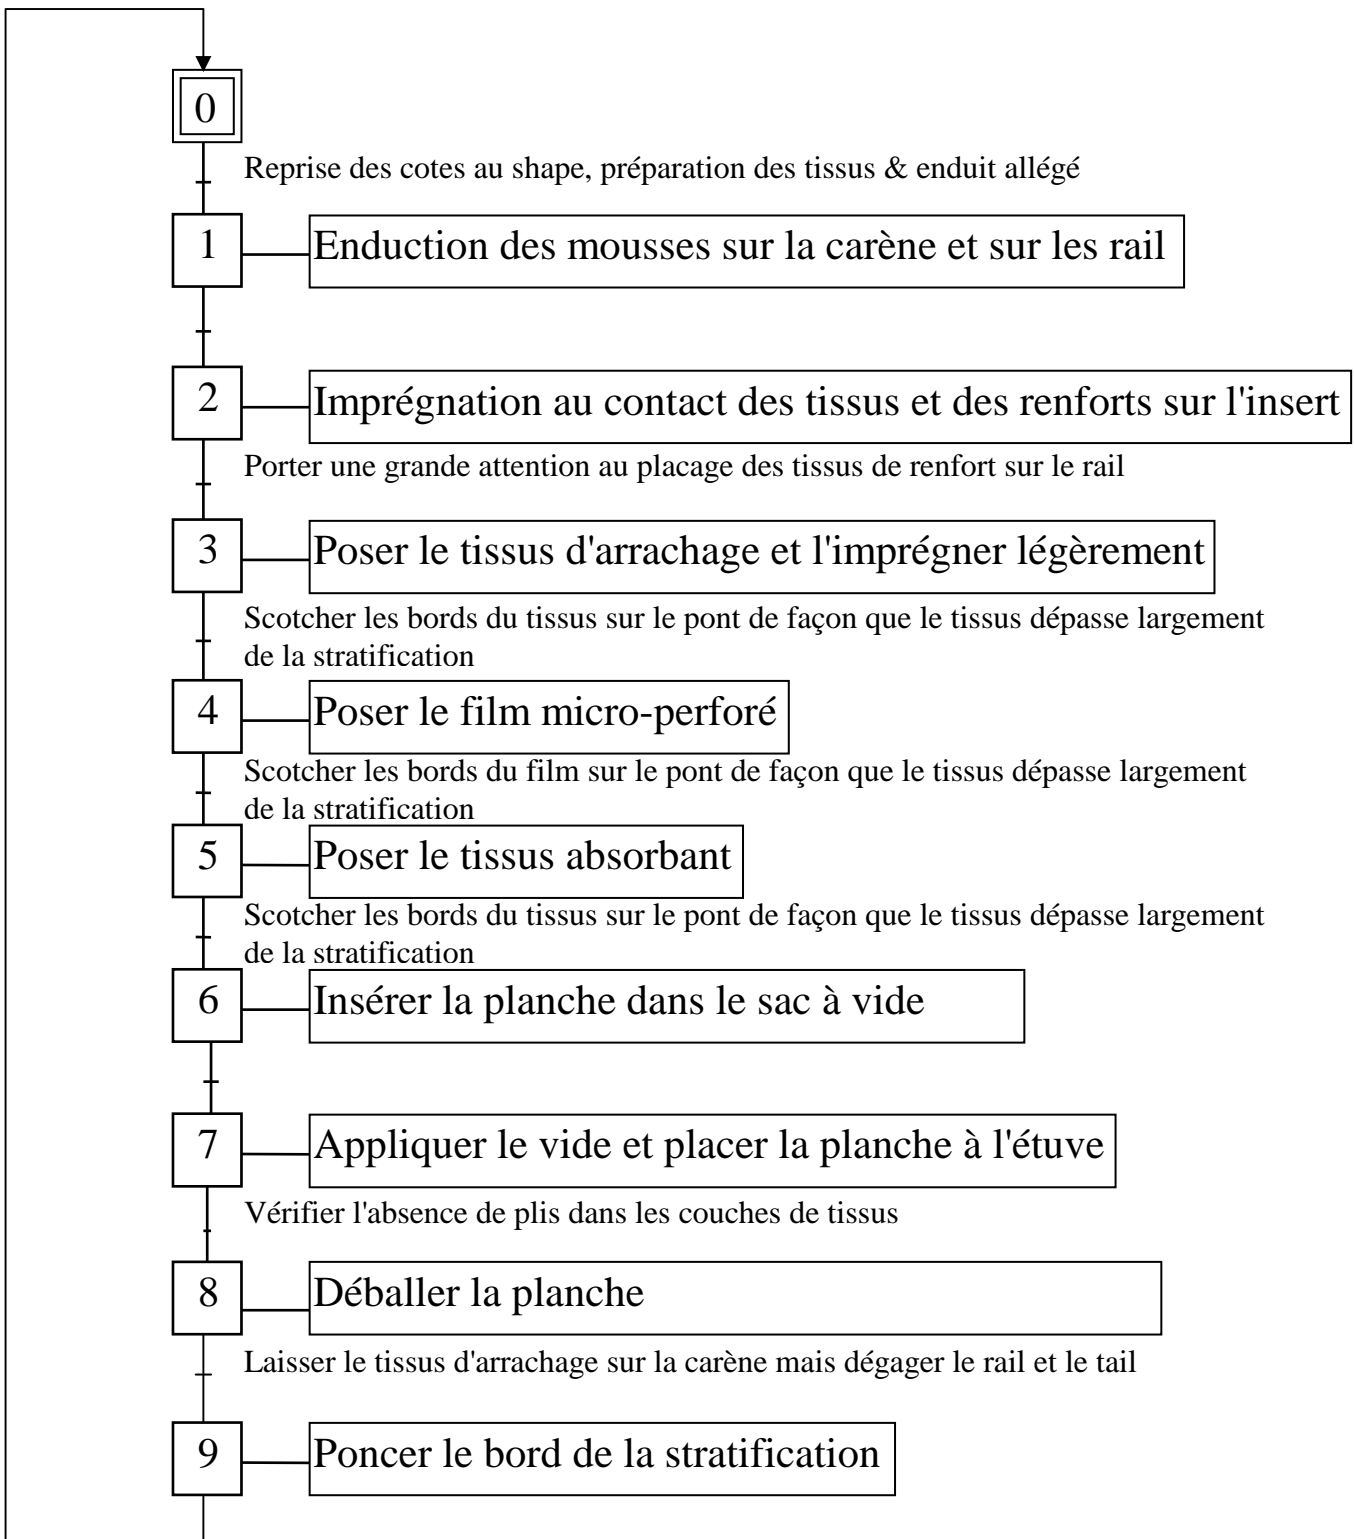 0
Reprise des cotes au shape, préparation des tissus & enduit allégé
1
Enduction des mousses sur la carène et sur les rail
2
Imprégnation au contact des tissus et des renforts sur l'insert
Porter une grande attention au placage des tissus de renfort sur le rail
3
Poser le tissus d'arrachage et l'imprégner légèrement
Scotcher les bords du tissus sur le pont de façon que le tissus dépasse largement
de la stratification
4
Poser le film micro-perforé
Scotcher les bords du film sur le pont de façon que le tissus dépasse largement
de la stratification
5
Poser le tissus absorbant
Scotcher les bords du tissus sur le pont de façon que le tissus dépasse largement
de la stratification
6
Insérer la planche dans le sac à vide
7
Appliquer le vide et placer la planche à l'étuve
Vérifier l'absence de plis dans les couches de tissus
8
Déballer la planche
Laisser le tissus d'arrachage sur la carène mais dégager le rail et le tail
9
Poncer le bord de la stratification